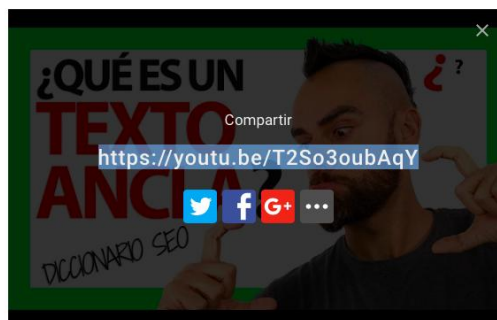 ¿QUÉ ES UN
TEXTO
ANCLA?
¿ ?
Compartir
https://youtu.be/T2So3oubAqY
G+
DICCIONARIO SEO